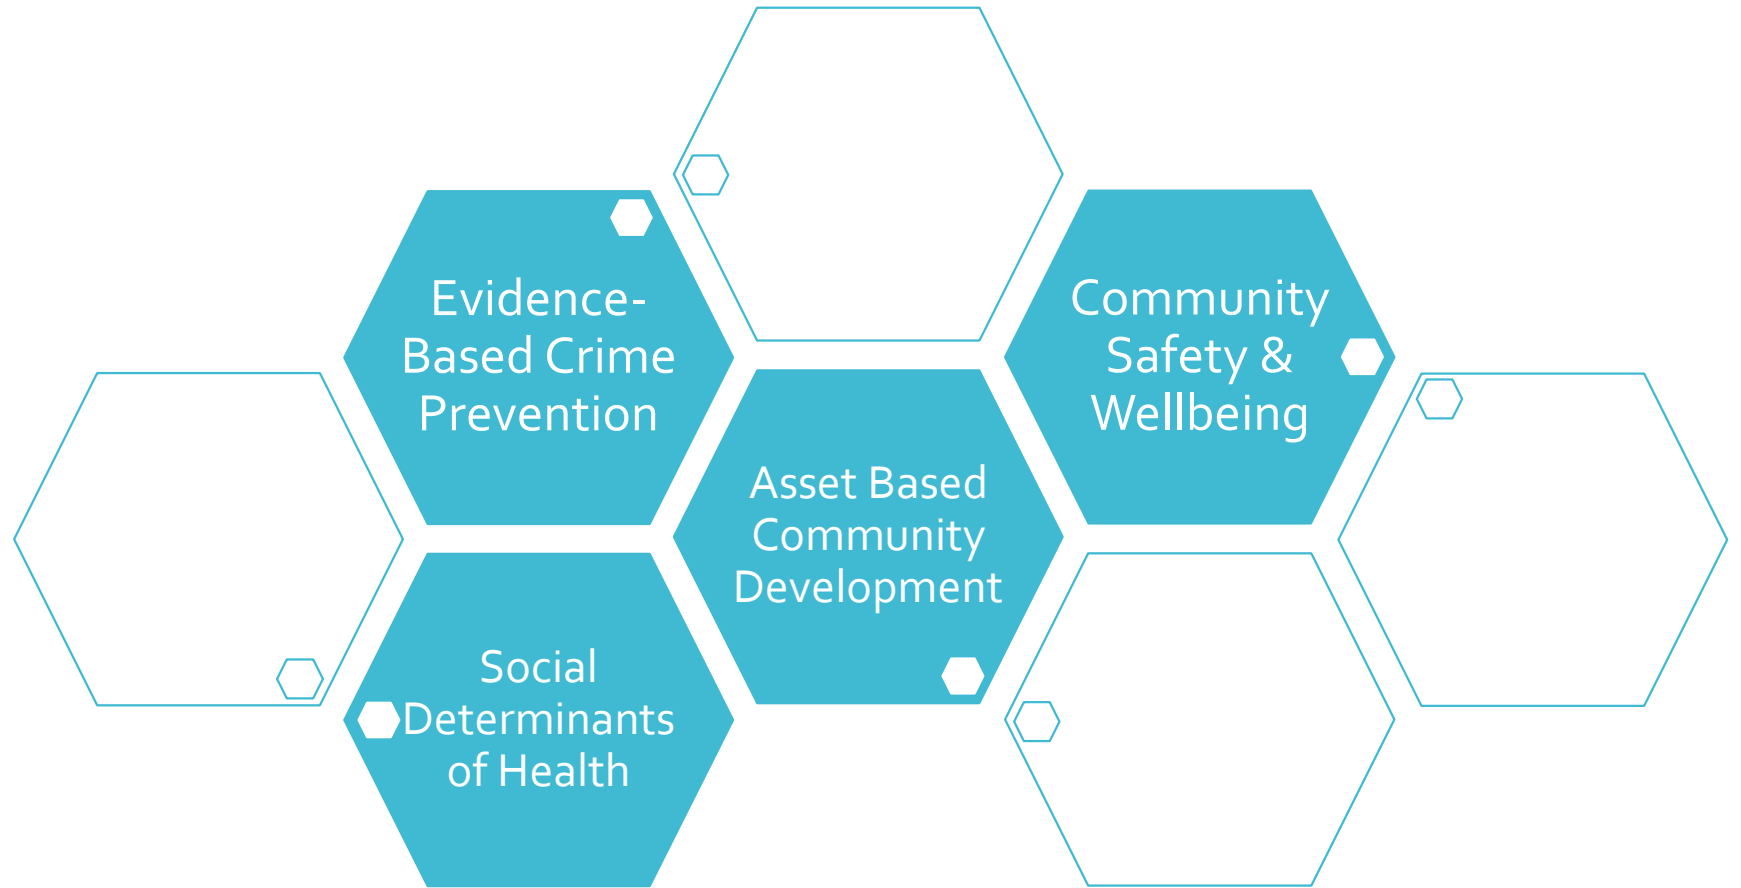 Evidence-
Based Crime
Prevention
Community
Safety &
Wellbeing
Asset Based
Community
Development
Social
Determinants
of Health